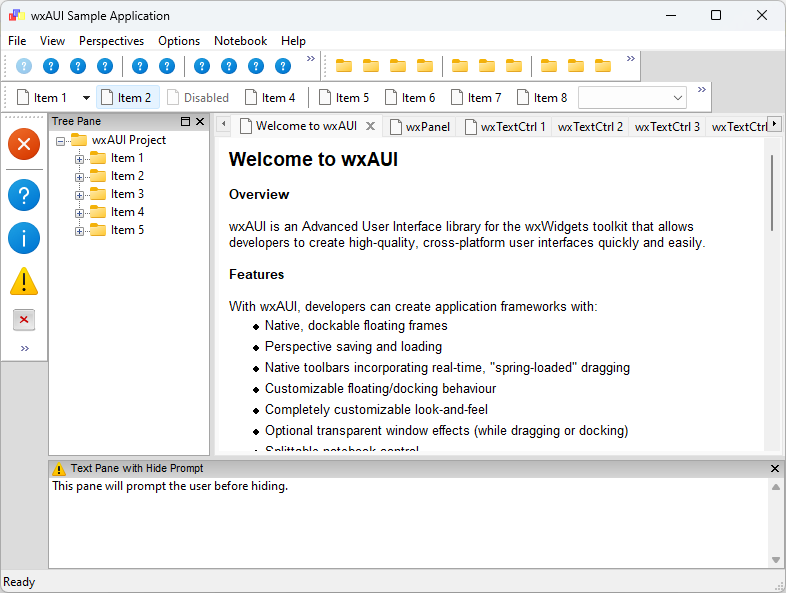 wxAUI Sample Application
File View Perspectives Options Notebook Help
Item 1 Item 2 Disabled Item 4 Item 5 Item 6 Item 7 Item 8
Tree Pane
wxAUI Project
Item 1
Item 2
Item 3
Item 4
Item 5
Welcome to wxAUI wxPanel wxTextCtrl 1 wxTextCtrl 2 wxTextCtrl 3 wxTextCtrl
Welcome to wxAUI
Overview
wxAUI is an Advanced User Interface library for the wxWidgets toolkit that allows
developers to create high-quality, cross-platform user interfaces quickly and easily.
Features
With wxAUI, developers can create application frameworks with:
Native, dockable floating frames
Perspective saving and loading
Native toolbars incorporating real-time, "spring-loaded" dragging
Customizable floating/docking behaviour
Completely customizable look-and-feel
Optional transparent window effects (while dragging or docking)
Splittable notebook control
Text Pane with Hide Prompt
This pane will prompt the user before hiding.
Ready